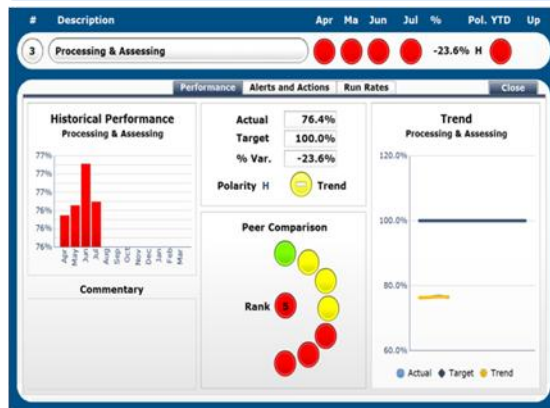 # Description Apr Ma Jun Jul % Pol. YTD Up
3 Processing & Assessing -23.6% H
Performance Alerts and Actions Run Rates Close
Historical Performance
Processing & Assessing
77%
77%
77%
76%
76%
76%
Apr May Jun Jul Aug Sep Oct Nov Dec Jan Feb Mar
Commentary
Actual 76.4%
Target 100.0%
% Var. -23.6%
Polarity H Trend
Peer Comparison
Rank 5
Trend
Processing & Assessing
120.0%
100.0%
80.0%
60.0%
Actual Target Trend